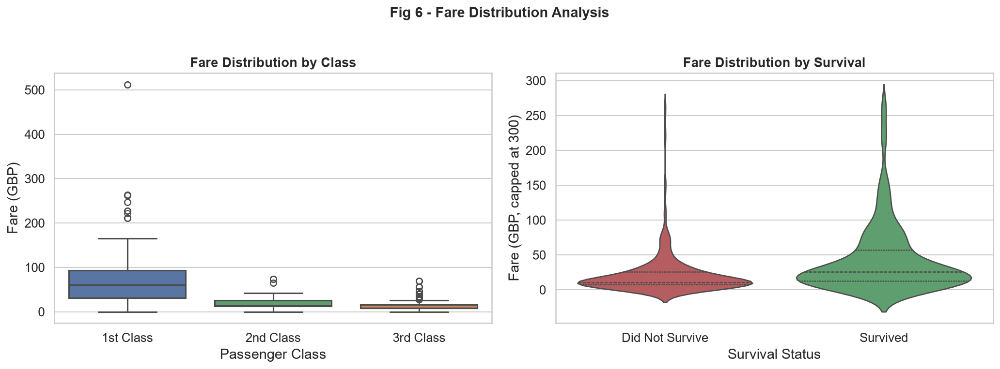 Fig 6 - Fare Distribution Analysis
Fare Distribution by Class
500
400
300
200
100
0
Fare (GBP)
1st Class
2nd Class
3rd Class
Passenger Class
Fare Distribution by Survival
300
250
200
150
100
50
0
Fare (GBP, capped at 300)
Did Not Survive
Survived
Survival Status